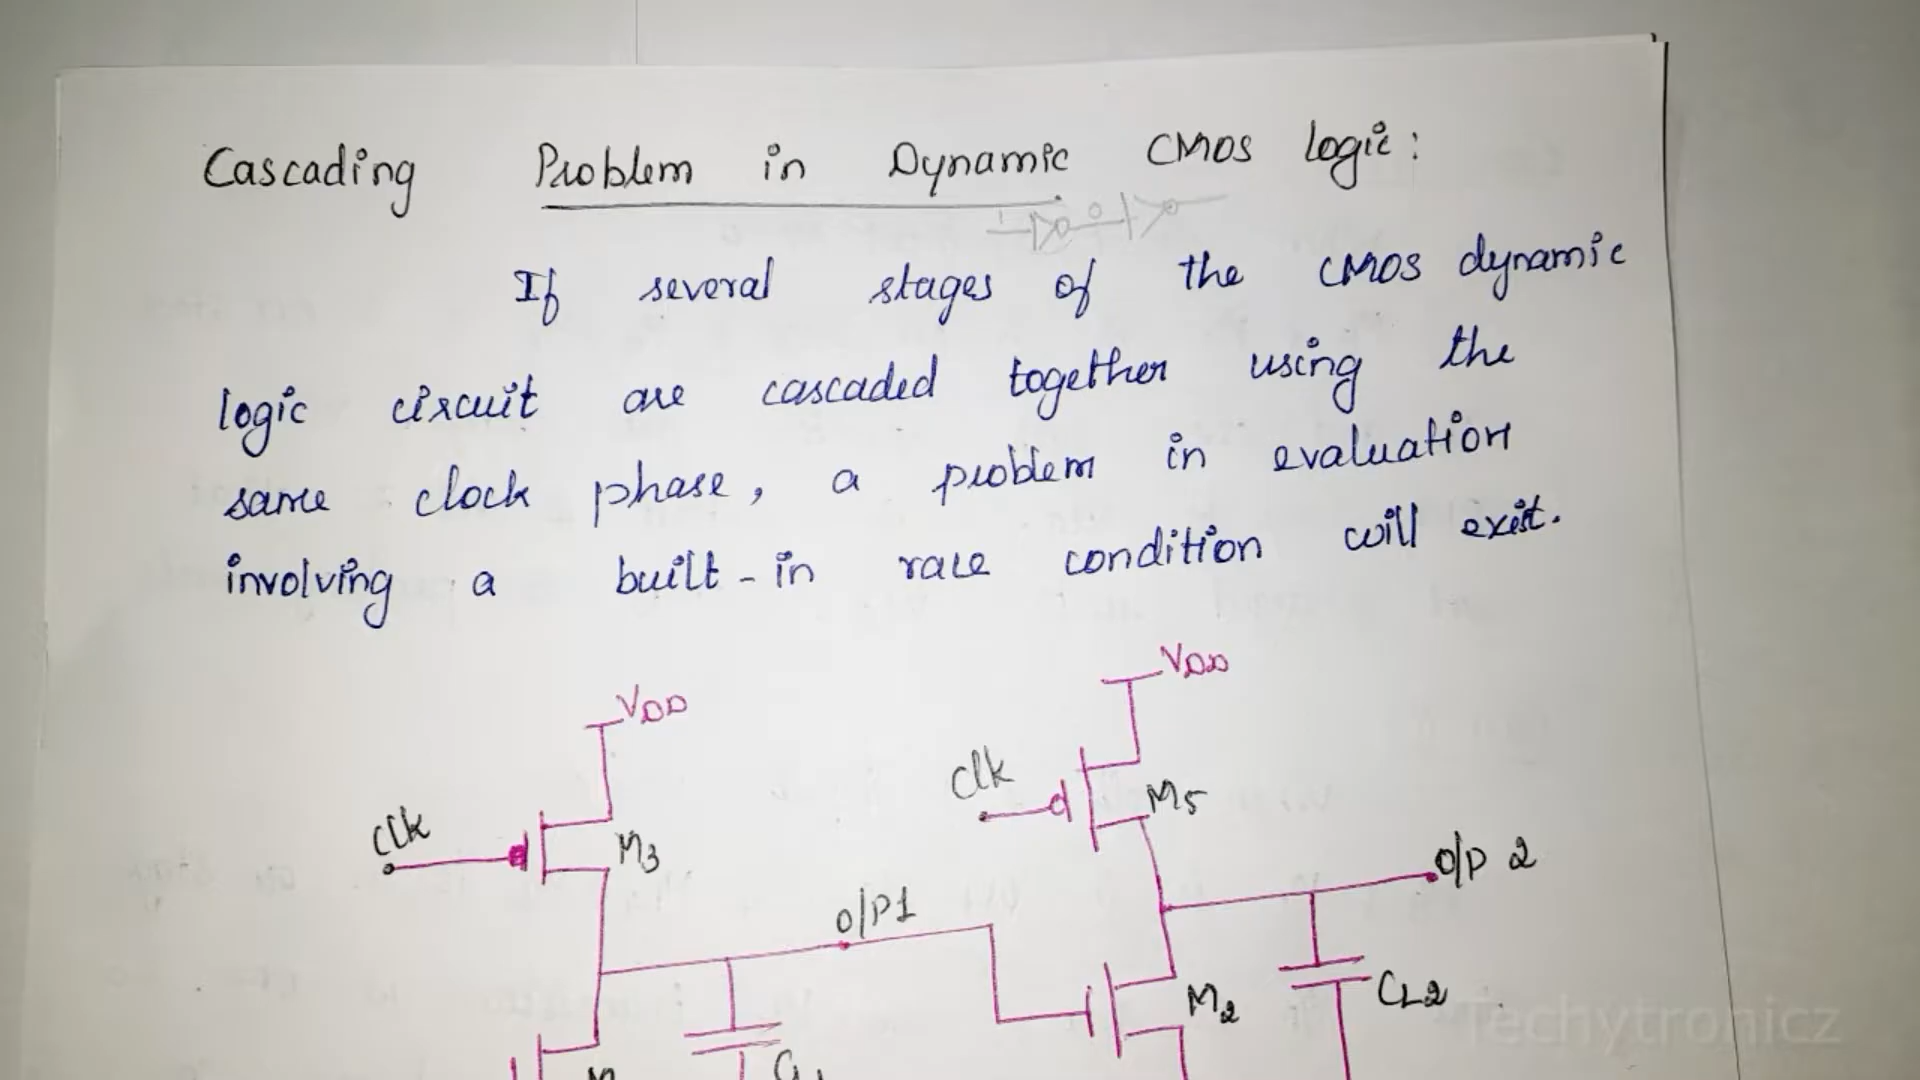 Cascading Problem in Dynamic CMOS logic:
1 0
If several stages of the CMOS dynamic
logic circuit are cascaded together using the
same clock phase, a problem in evaluation
involving a built-in race condition will exist.
VDD
VDD
Clk
M5
Clk
M3
O/P 2
O/P1
CL2
M2
Techytronicz